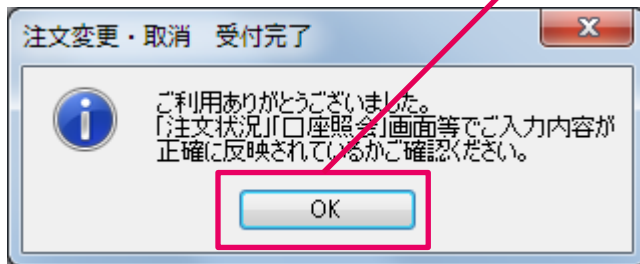 注文変更・取消　受付完了
ご利用ありがとうございました。
「注文状況」「口座照会」画面等でご入力内容が
正確に反映されているかご確認ください。
OK